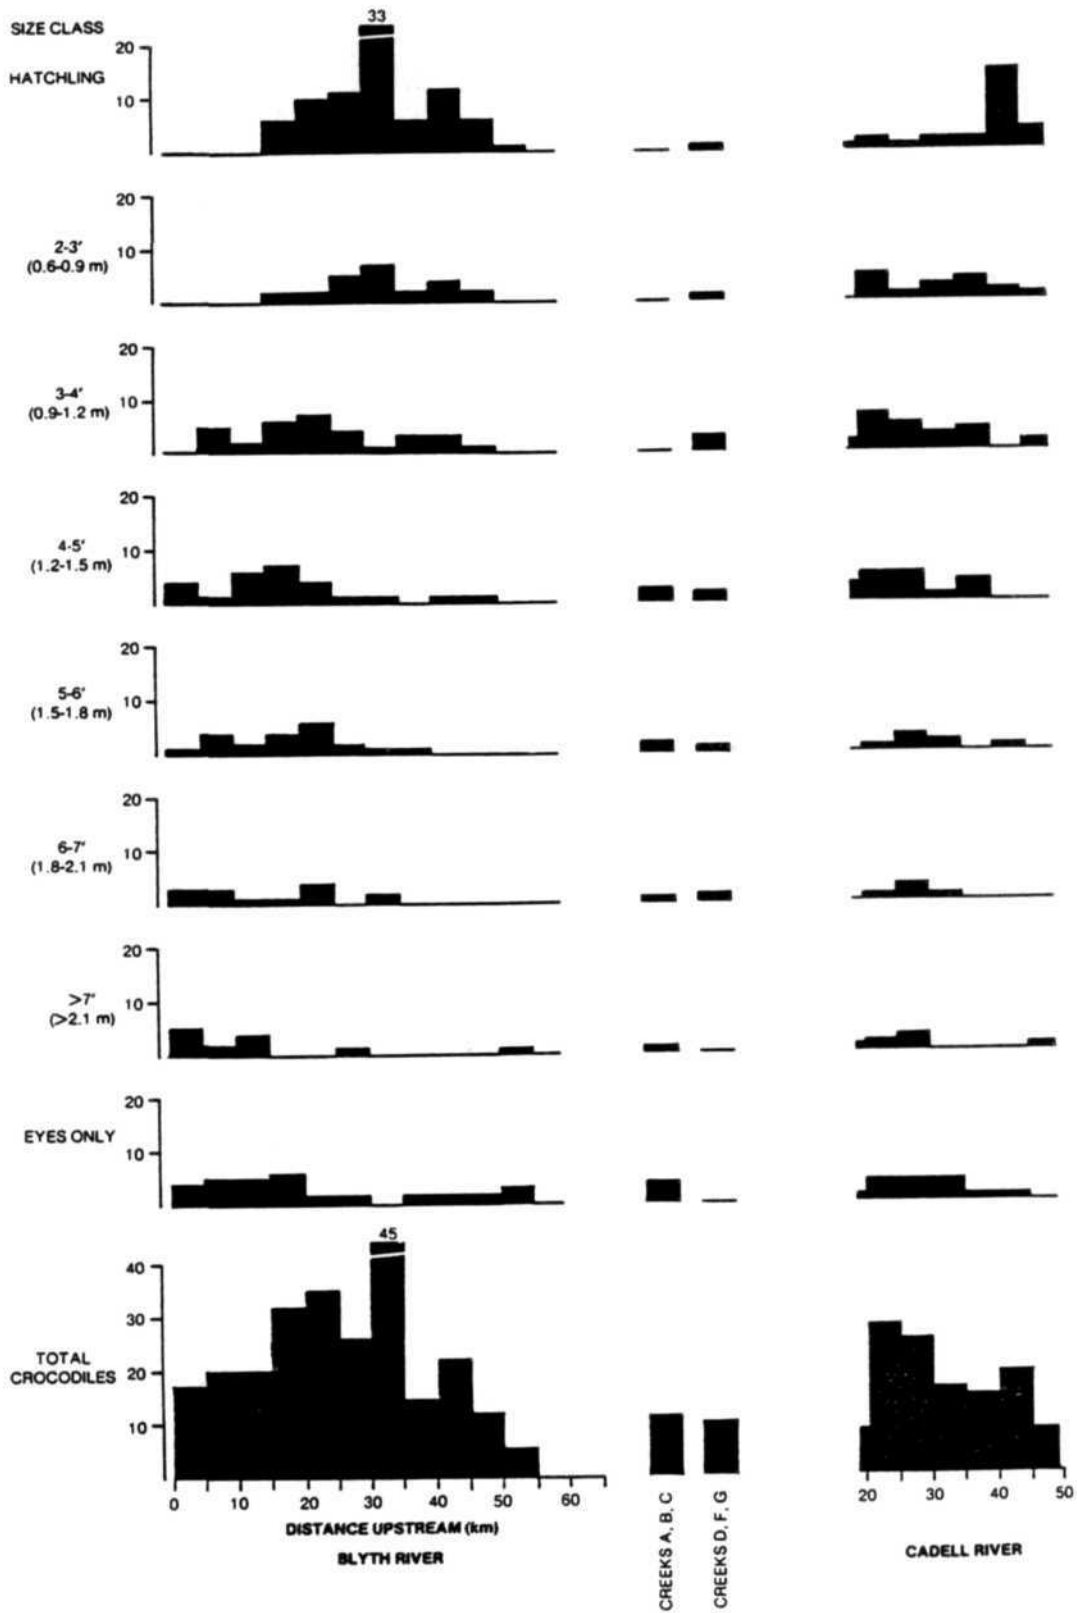 SIZE CLASS
33
20
HATCHLING
10
20
2-3'
10
(0.6-0.9 m)
20
3-4'
10
(0.9-1.2 m)
20
4-5'
10
(1.2-1.5 m)
20
5-6'
10
(1.5-1.8 m)
20
6-7'
10
(1.8-2.1 m)
20
>7'
10
(>2.1 m)
20
EYES ONLY
10
45
40
30
TOTAL
CROCODILES
20
10
0 10 20 30 40 50 60
DISTANCE UPSTREAM (km)
BLYTH RIVER
CREEKS A, B, C
CREEKS D, F, G
20 30 40 50
CADELL RIVER